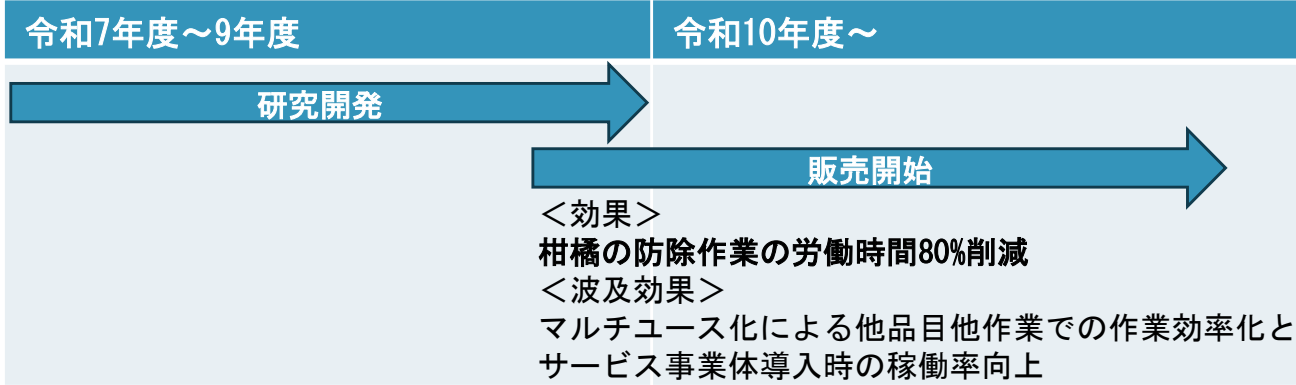 令和7年度～9年度
令和10年度～
研究開発
販売開始
＜効果＞
柑橘の防除作業の労働時間80%削減
＜波及効果＞
マルチユース化による他品目他作業での作業効率化と
サービス事業体導入時の稼働率向上